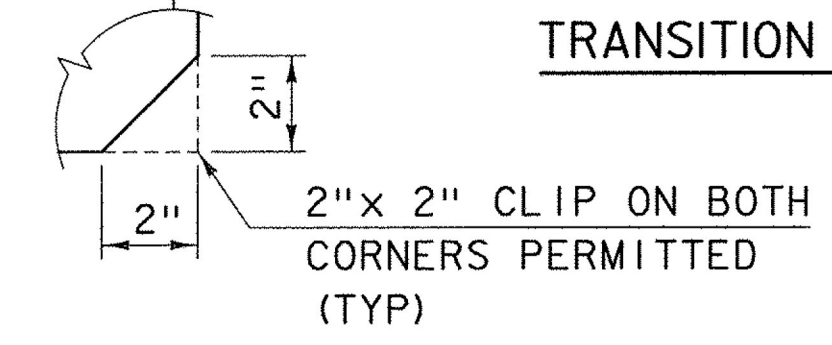 TRANSITION
2"
2"
2"x 2" CLIP ON BOTH
CORNERS PERMITTED
(TYP)